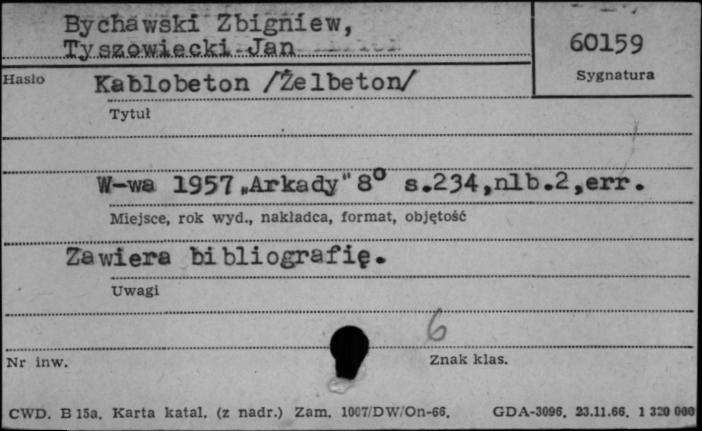 Bychawski Zbigniew,
Tyszowiecki Jan
60159
Hasło
Sygnatura
Kablobeton /Żelbeton/
Tytuł
W-wa 1957 „Arkady" 8° s.234,nlb.2,err.
Miejsce, rok wyd., nakładca, format, objętość
Zawiera bibliografię.
Uwagi
6
Nr inw.
Znak klas.
CWD. B 15a. Karta katal. (z nadr.) Zam. 1007/DW/On-66. GDA-3096. 23.11.66. 1 320 000